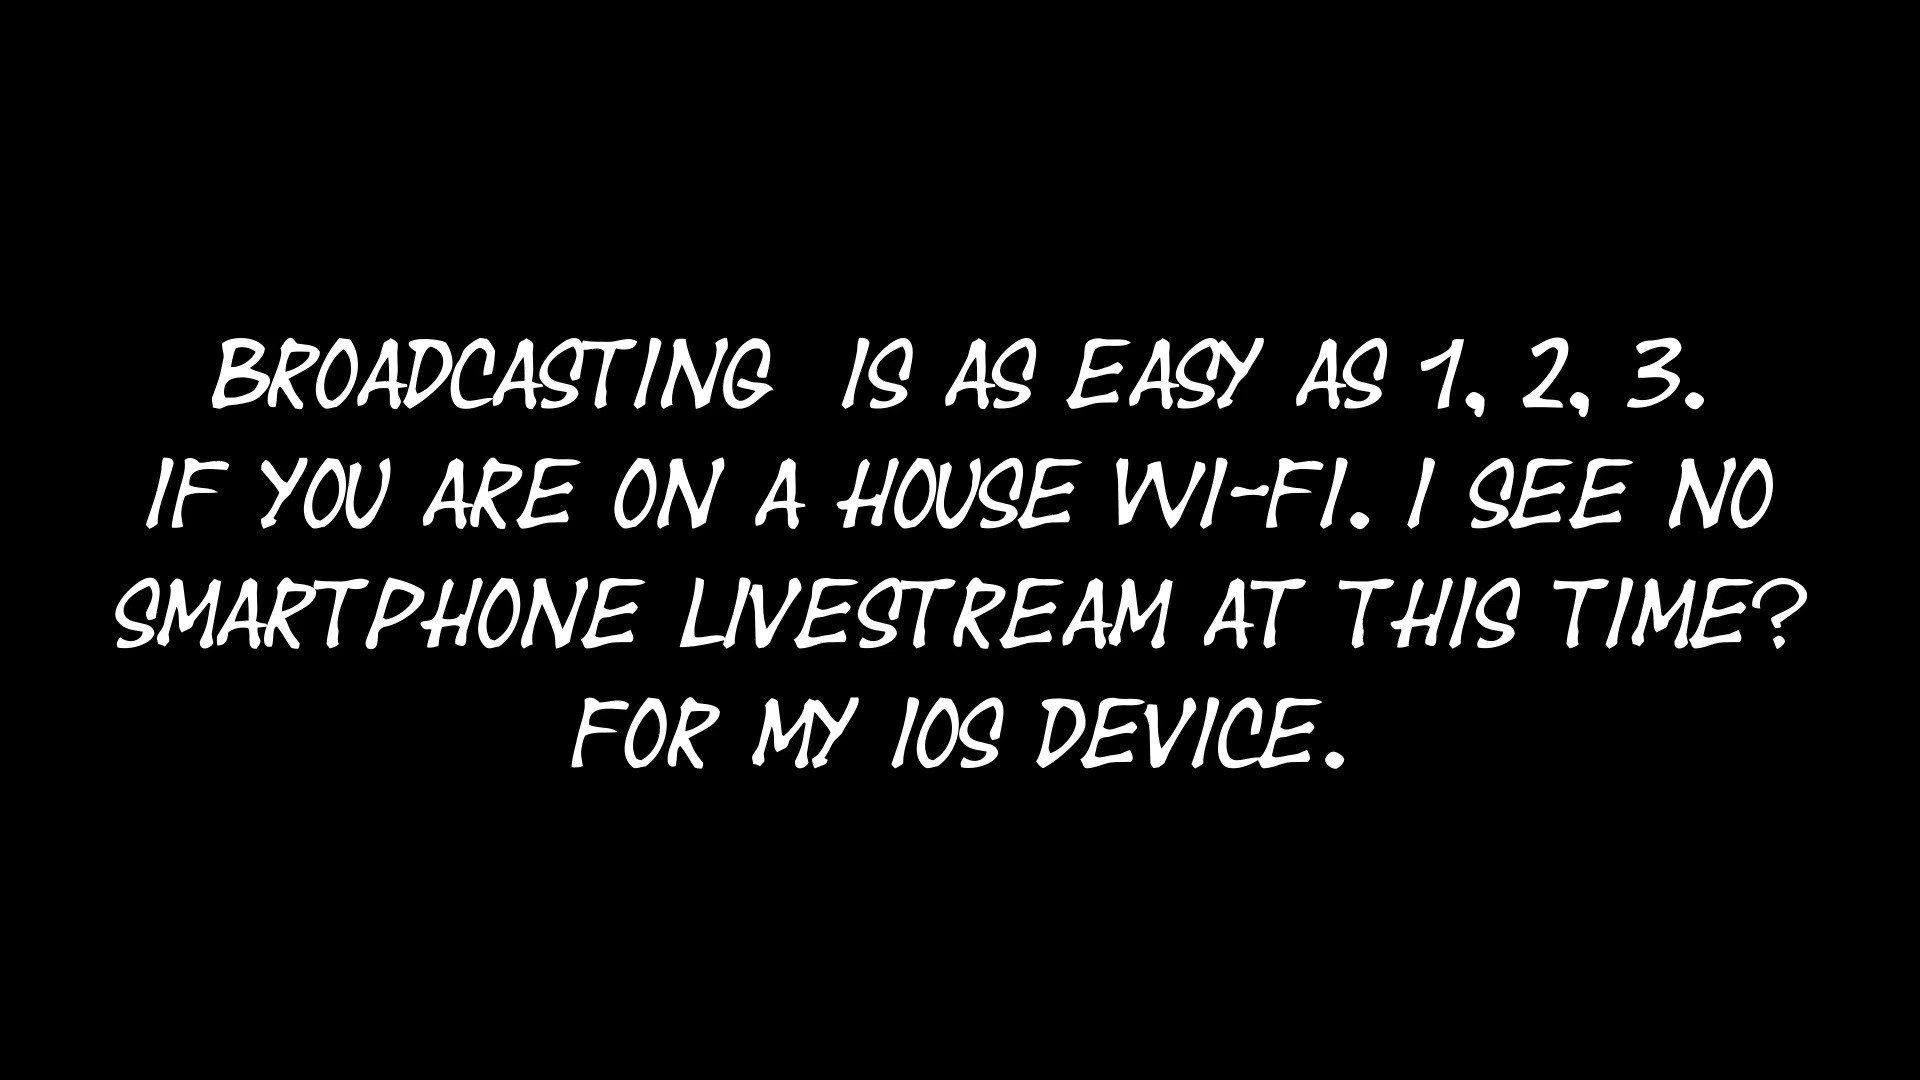 BROADCASTING  IS AS EASY AS 1, 2, 3.
IF YOU ARE ON A HOUSE WI-FI. I SEE NO
SMARTPHONE LIVESTREAM AT THIS TIME?
FOR MY IOS DEVICE.